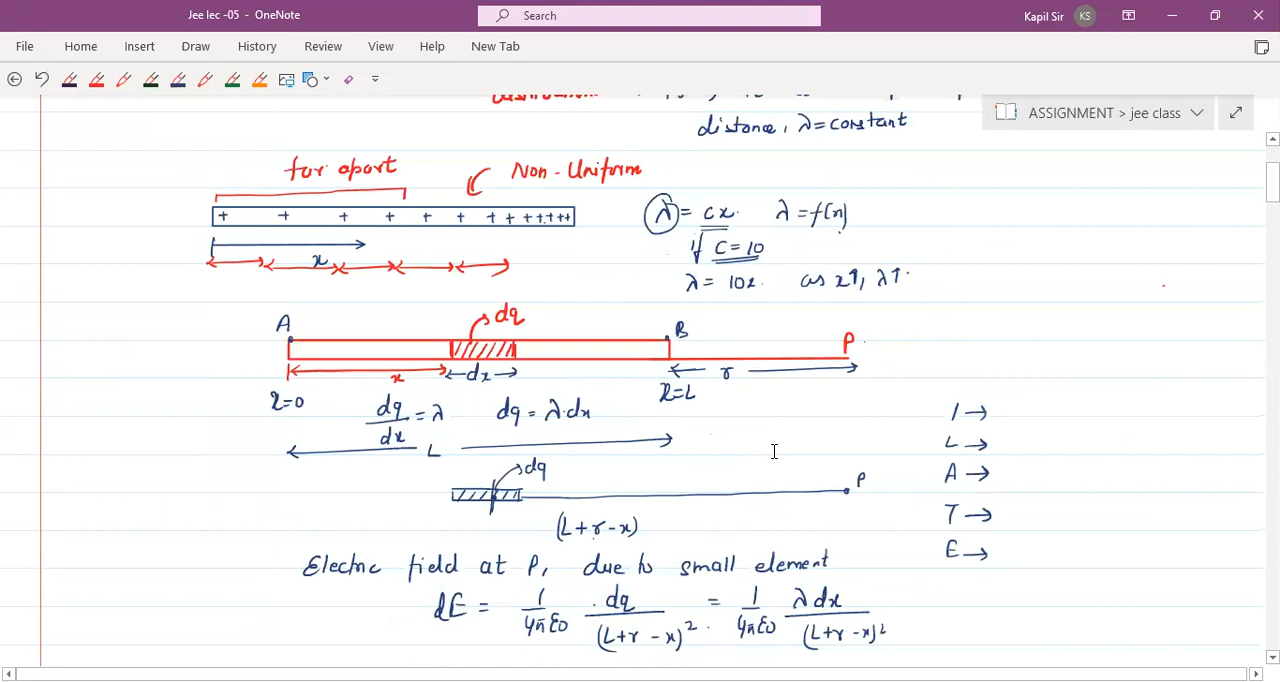 Jee lec -05 - OneNote
Search
Kapil Sir KS
File Home Insert Draw History Review View Help New Tab
ASSIGNMENT > jee class
distance, λ=constant
far apart
Non-Uniform
+ + + + + + + + + + + + +
λ = cx. λ = f(x)
x
if c = 10
λ = 10x. as x↑, λ↑
dq
A B P
x dx r
x=0 x=L
dq/dx = λ dq = λ.dx
L
dq
P
(L+r-x)
I →
L →
A →
T →
E →
Electric field at P, due to small element
dE = 1/4πε0 . dq/(L+r-x)² = 1/4πε0 λdx/(L+r-x)²